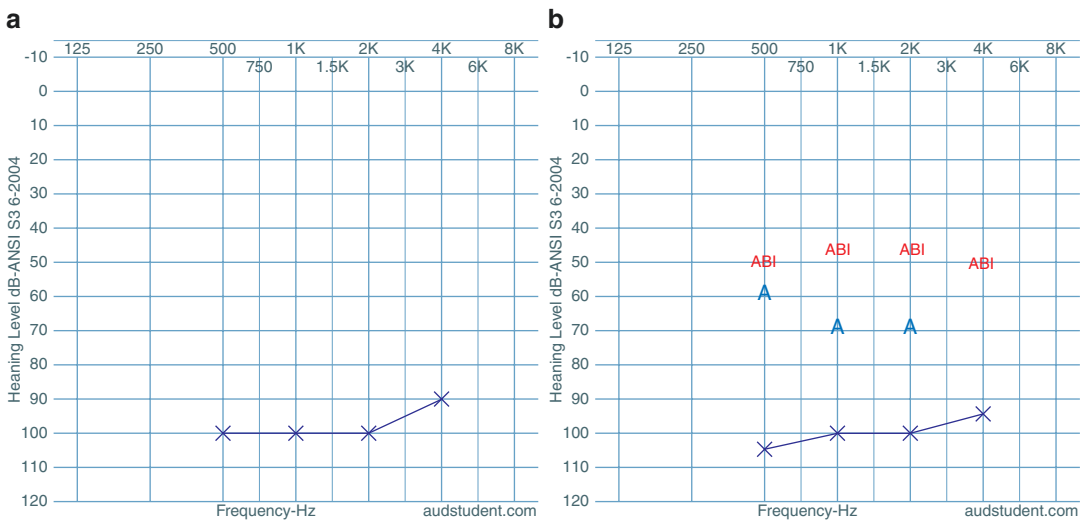 a
125 250 500 1K 2K 4K 8K
750 1.5K 3K 6K
-10
0
10
20
30
40
50
60
70
80
90
100
110
120
Heaning Level dB-ANSI S3 6-2004
Frequency-Hz audstudent.com
b
125 250 500 1K 2K 4K 8K
750 1.5K 3K 6K
-10
0
10
20
30
40
50
60
70
80
90
100
110
120
Heaning Level dB-ANSI S3 6-2004
ABI ABI ABI ABI
A A A
Frequency-Hz audstudent.com